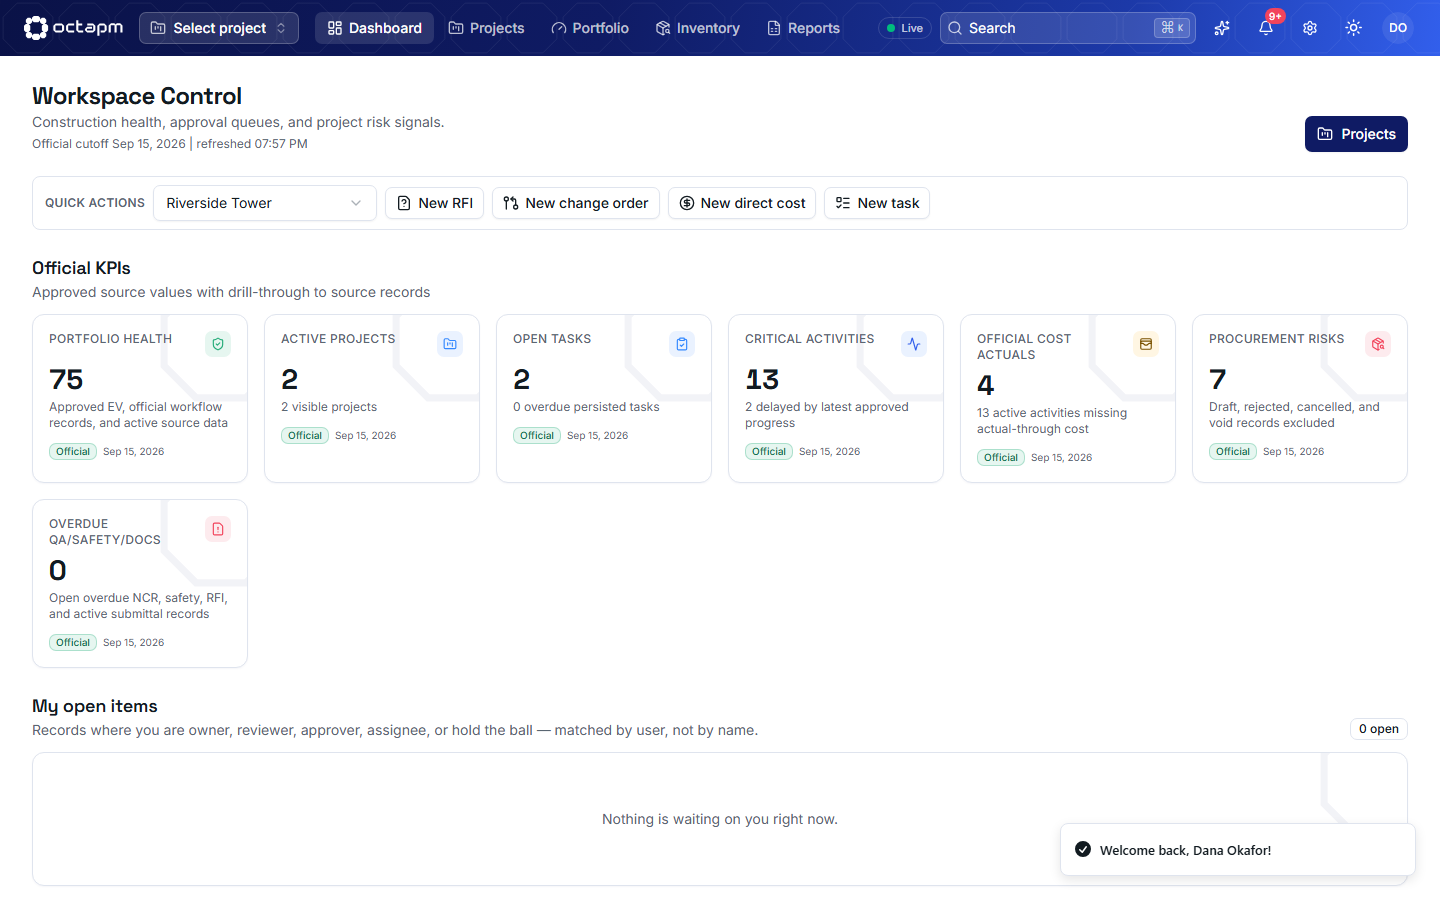 octapm
Select project
Dashboard
Projects
Portfolio
Inventory
Reports
Live
Search
⌘ K
9+
DO
Workspace Control
Construction health, approval queues, and project risk signals.
Official cutoff Sep 15, 2026 | refreshed 07:57 PM
Projects
QUICK ACTIONS
Riverside Tower
New RFI
New change order
New direct cost
New task
Official KPIs
Approved source values with drill-through to source records
PORTFOLIO HEALTH
75
Approved EV, official workflow
records, and active source data
Official Sep 15, 2026
ACTIVE PROJECTS
2
2 visible projects
Official Sep 15, 2026
OPEN TASKS
2
0 overdue persisted tasks
Official Sep 15, 2026
CRITICAL ACTIVITIES
13
2 delayed by latest approved
progress
Official Sep 15, 2026
OFFICIAL COST
ACTUALS
4
13 active activities missing
actual-through cost
Official Sep 15, 2026
PROCUREMENT RISKS
7
Draft, rejected, cancelled, and
void records excluded
Official Sep 15, 2026
OVERDUE
QA/SAFETY/DOCS
0
Open overdue NCR, safety, RFI,
and active submittal records
Official Sep 15, 2026
My open items
Records where you are owner, reviewer, approver, assignee, or hold the ball — matched by user, not by name.
0 open
Nothing is waiting on you right now.
Welcome back, Dana Okafor!